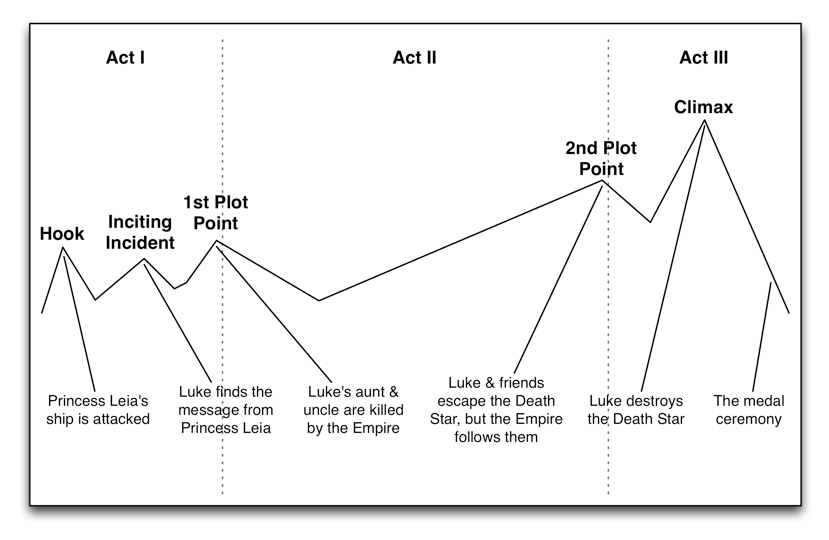 Act I
Act II
Act III
Climax
2nd Plot
Point
1st Plot
Point
Inciting
Incident
Hook
Princess Leia's
ship is attacked
Luke finds the
message from
Princess Leia
Luke's aunt &
uncle are killed
by the Empire
Luke & friends
escape the Death
Star, but the Empire
follows them
Luke destroys
the Death Star
The medal
ceremony